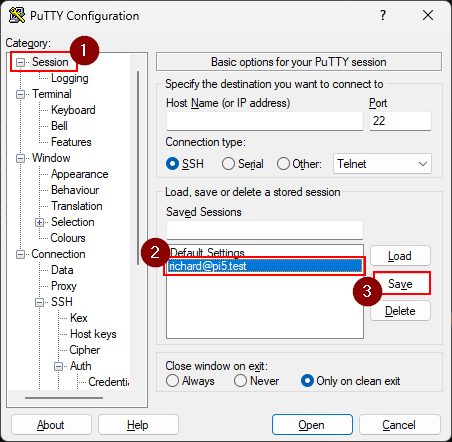 PuTTY Configuration
Category:
1
Session
Logging
Terminal
Keyboard
Bell
Features
Window
Appearance
Behaviour
Translation
Selection
Colours
Connection
Data
Proxy
SSH
Kex
Host keys
Cipher
Auth
Credentia
Basic options for your PuTTY session
Specify the destination you want to connect to
Host Name (or IP address) Port
22
Connection type:
SSH Serial Other: Telnet
Load, save or delete a stored session
Saved Sessions
2
Default Settings
richard@pi5.test
Load
3
Save
Delete
Close window on exit:
Always Never Only on clean exit
About Help Open Cancel